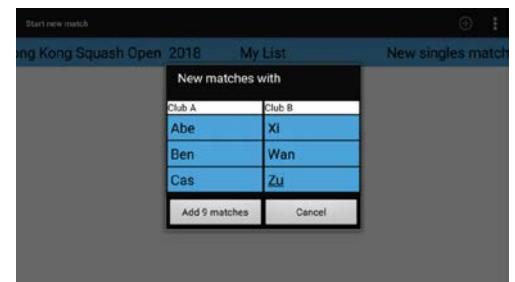 Start new match
ong Kong Squash Open 2018 My List New singles match
New matches with
Club A Club B
Abe Xi
Ben Wan
Cas Zu
Add 9 matches Cancel